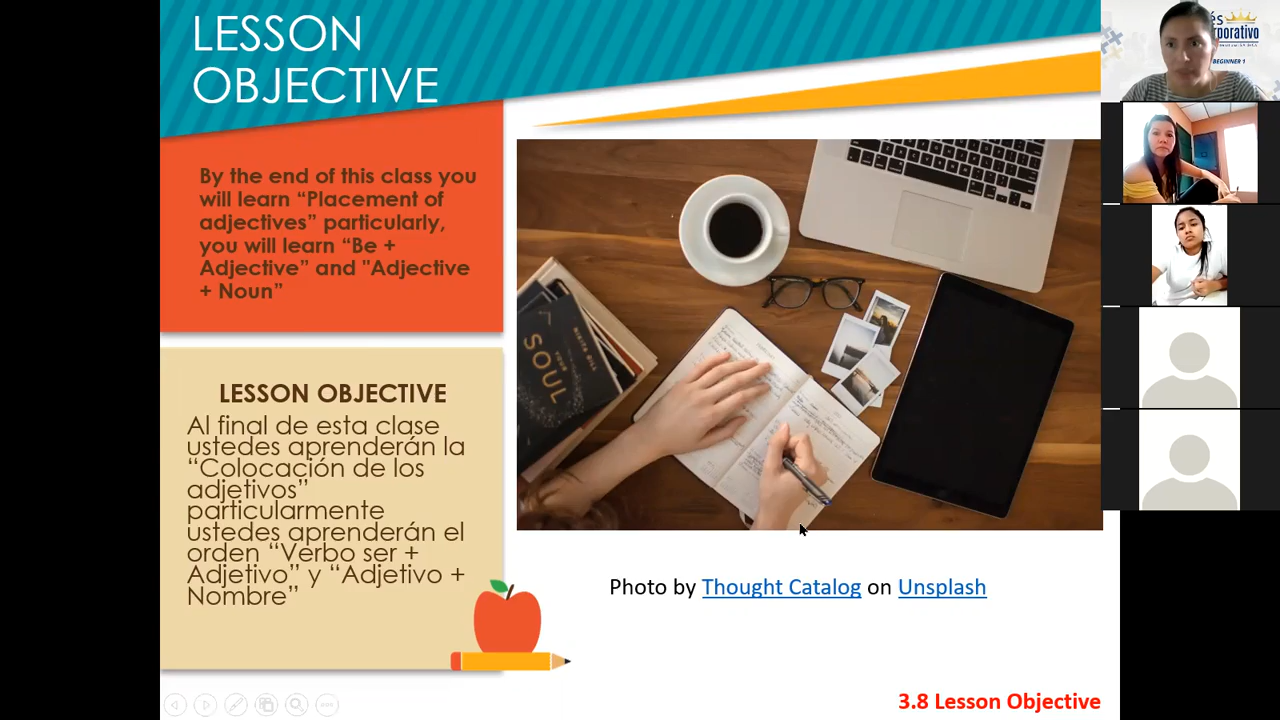 LESSON
OBJECTIVE
By the end of this class you
will learn “Placement of
adjectives” particularly,
you will learn “Be +
Adjective” and "Adjective
+ Noun”
LESSON OBJECTIVE
Al final de esta clase
ustedes aprenderán la
“Colocación de los
adjetivos”
particularmente
ustedes aprenderán el
orden “Verbo ser +
Adjetivo” y “Adjetivo +
Nombre”
SOUL
Photo by Thought Catalog on Unsplash
3.8 Lesson Objective
BEGINNER 1